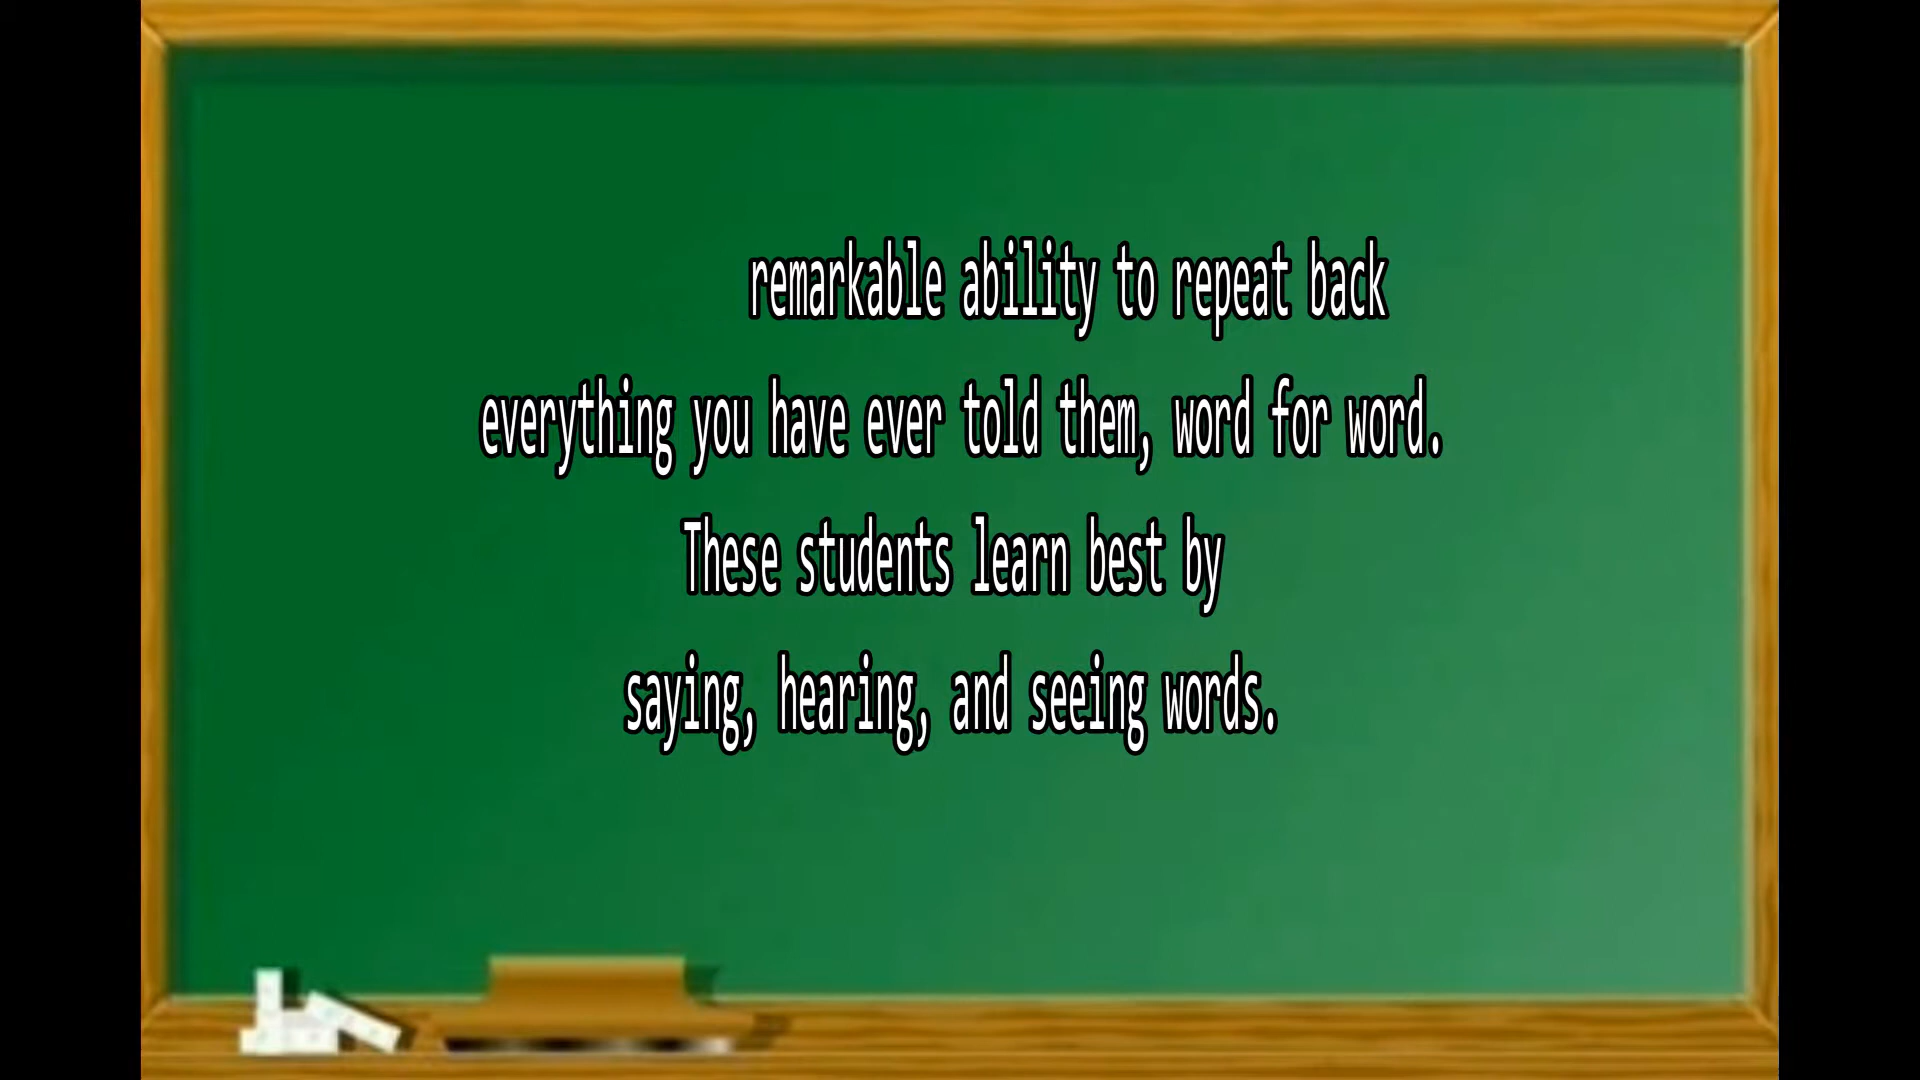 remarkable ability to repeat back
everything you have ever told them, word for word.
These students learn best by
saying, hearing, and seeing words.